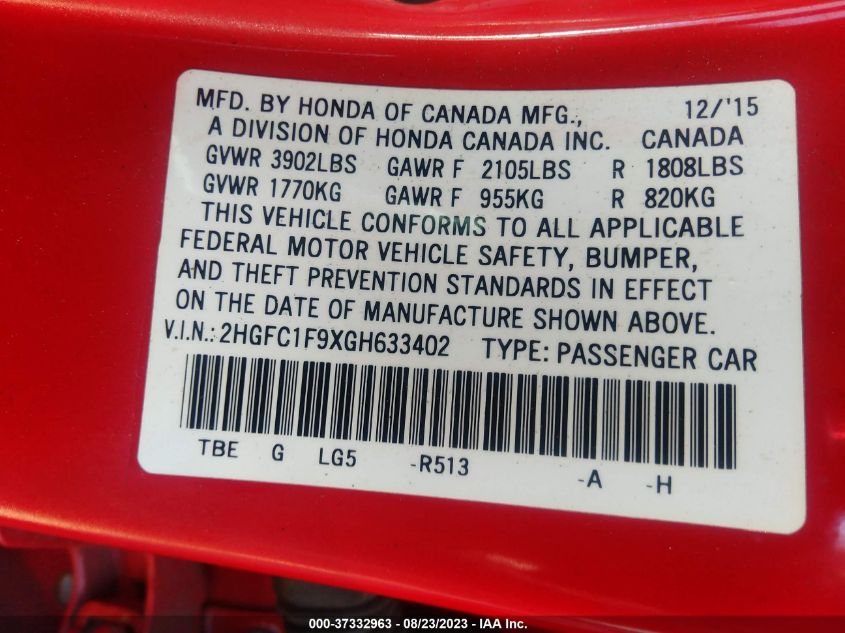 MFD. BY HONDA OF CANADA MFG., 12/'15
A DIVISION OF HONDA CANADA INC. CANADA
GVWR 3902LBS GAWR F 2105LBS R 1808LBS
GVWR 1770KG GAWR F 955KG R 820KG
THIS VEHICLE CONFORMS TO ALL APPLICABLE
FEDERAL MOTOR VEHICLE SAFETY, BUMPER,
AND THEFT PREVENTION STANDARDS IN EFFECT
ON THE DATE OF MANUFACTURE SHOWN ABOVE.
V.I.N.: 2HGFC1F9XGH633402 TYPE: PASSENGER CAR
TBE G LG5 -R513 -A -H
000-37332963 - 08/23/2023 - IAA Inc.